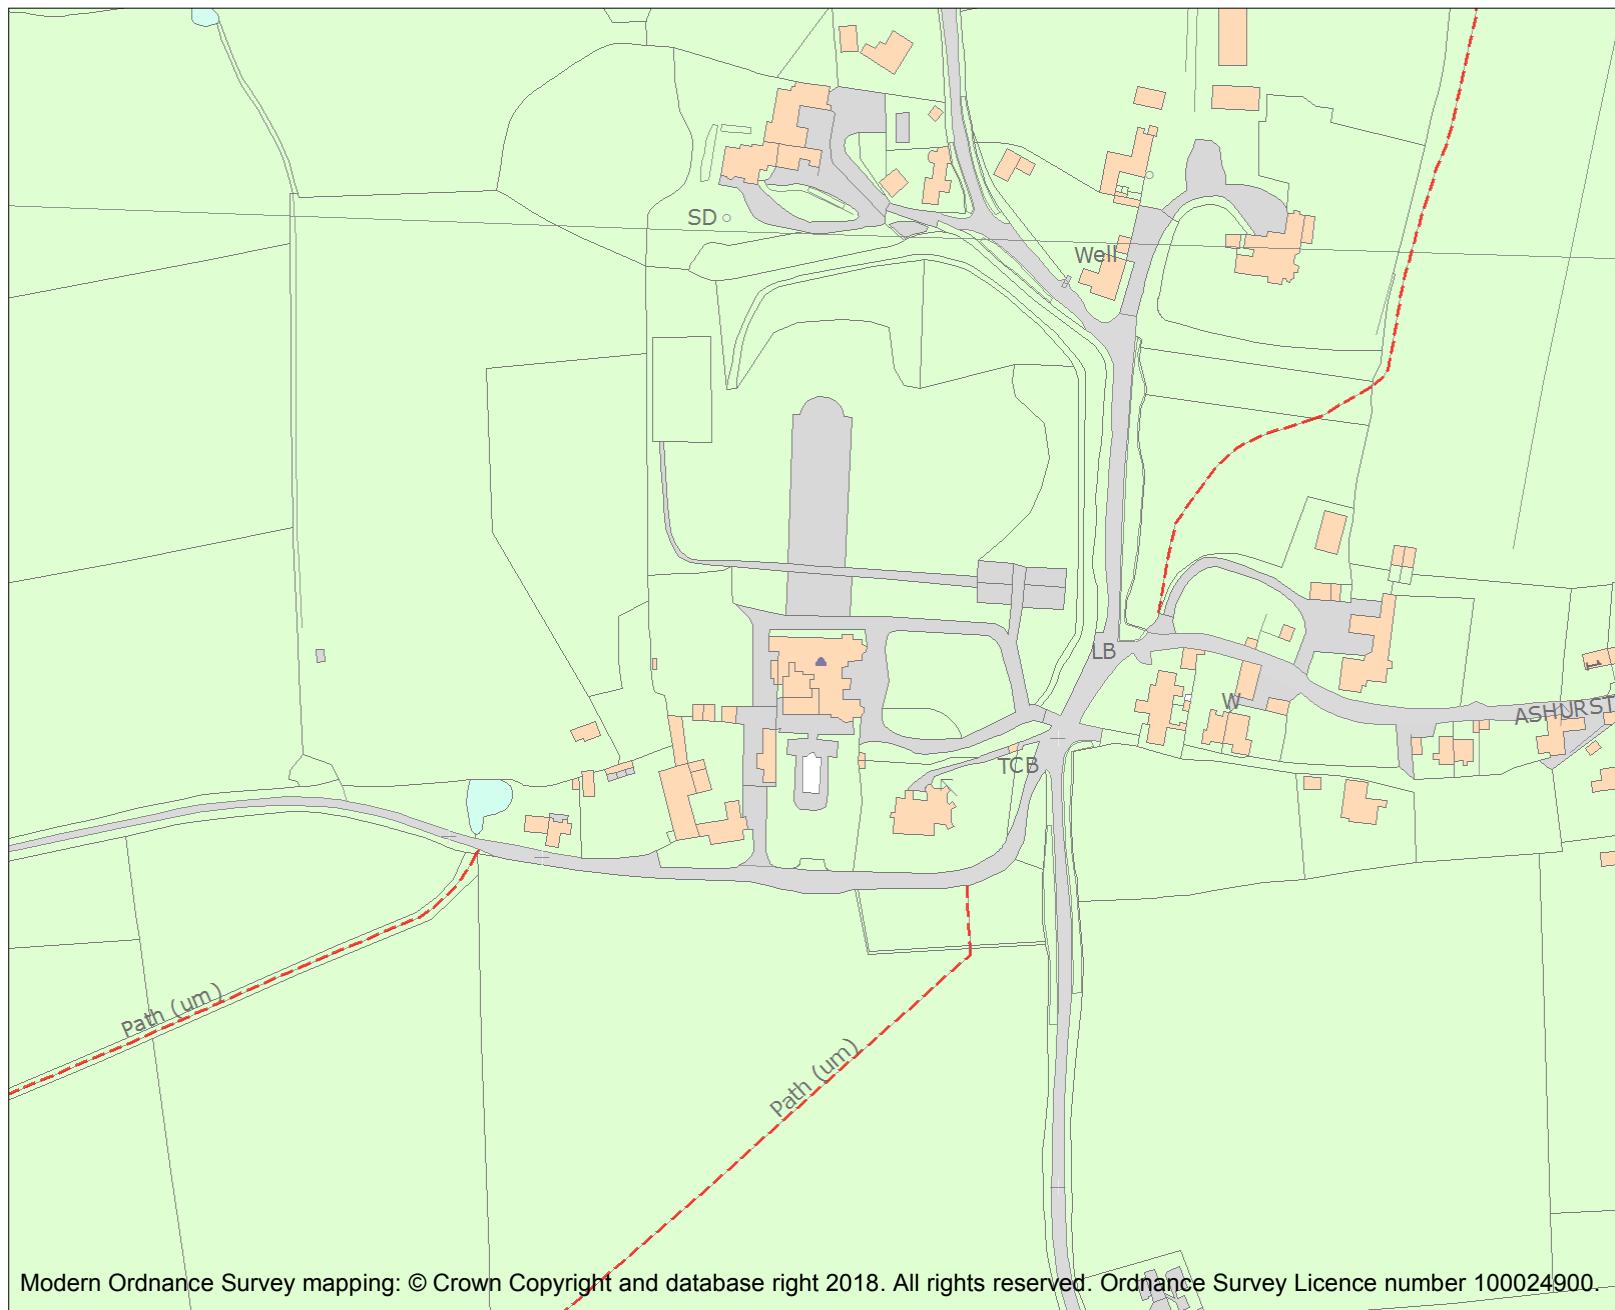 SD
Well
LB
W
1
ASHURST
TCB
Path (um)
Path (um)
Modern Ordnance Survey mapping: © Crown Copyright and database right 2018. All rights reserved. Ordnance Survey Licence number 100024900.